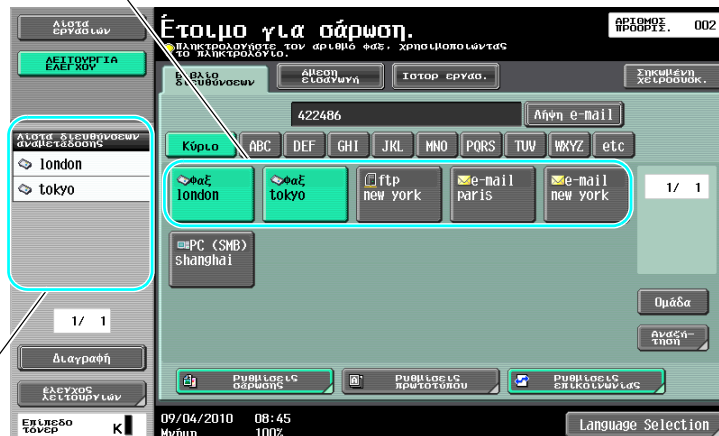 Λίστα
εργασιών
Έτοιμο για σάρωση.
Πληκτρολογήστε τον αριθμό φαξ, χρησιμοποιώντας
το πληκτρολόγιο.
ΑΡΙΘΜΟΣ
ΠΡΟΟΡΙΣ. 002
ΛΕΙΤΟΥΡΓΙΑ
ΕΛΕΓΧΟΥ
Βιβλίο
διευθύνσεων
Άμεση
εισαγωγή
Ιστορ εργασ.
Σηκωμένη
χειροσυσκ.
422486
Λήψη e-mail
Λίστα διευθύνσεων
αναμετάδοσης
Κύριο ABC DEF GHI JKL MNO PQRS TUV WXYZ etc
london
tokyo
Φαξ
london
Φαξ
tokyo
ftp
new york
e-mail
paris
e-mail
new york
1/ 1
PC (SMB)
shanghai
Ομάδα
1/ 1
Αναζή-
τηση
Διαγραφή
Ρυθμίσεις
σάρωσης
Ρυθμίσεις
πρωτοτύπου
Ρυθμίσεις
επικοινωνίας
έλεγχος
λειτουργιών
Επίπεδο
τόνερ K
09/04/2010 08:45
Μνήμη 100%
Language Selection